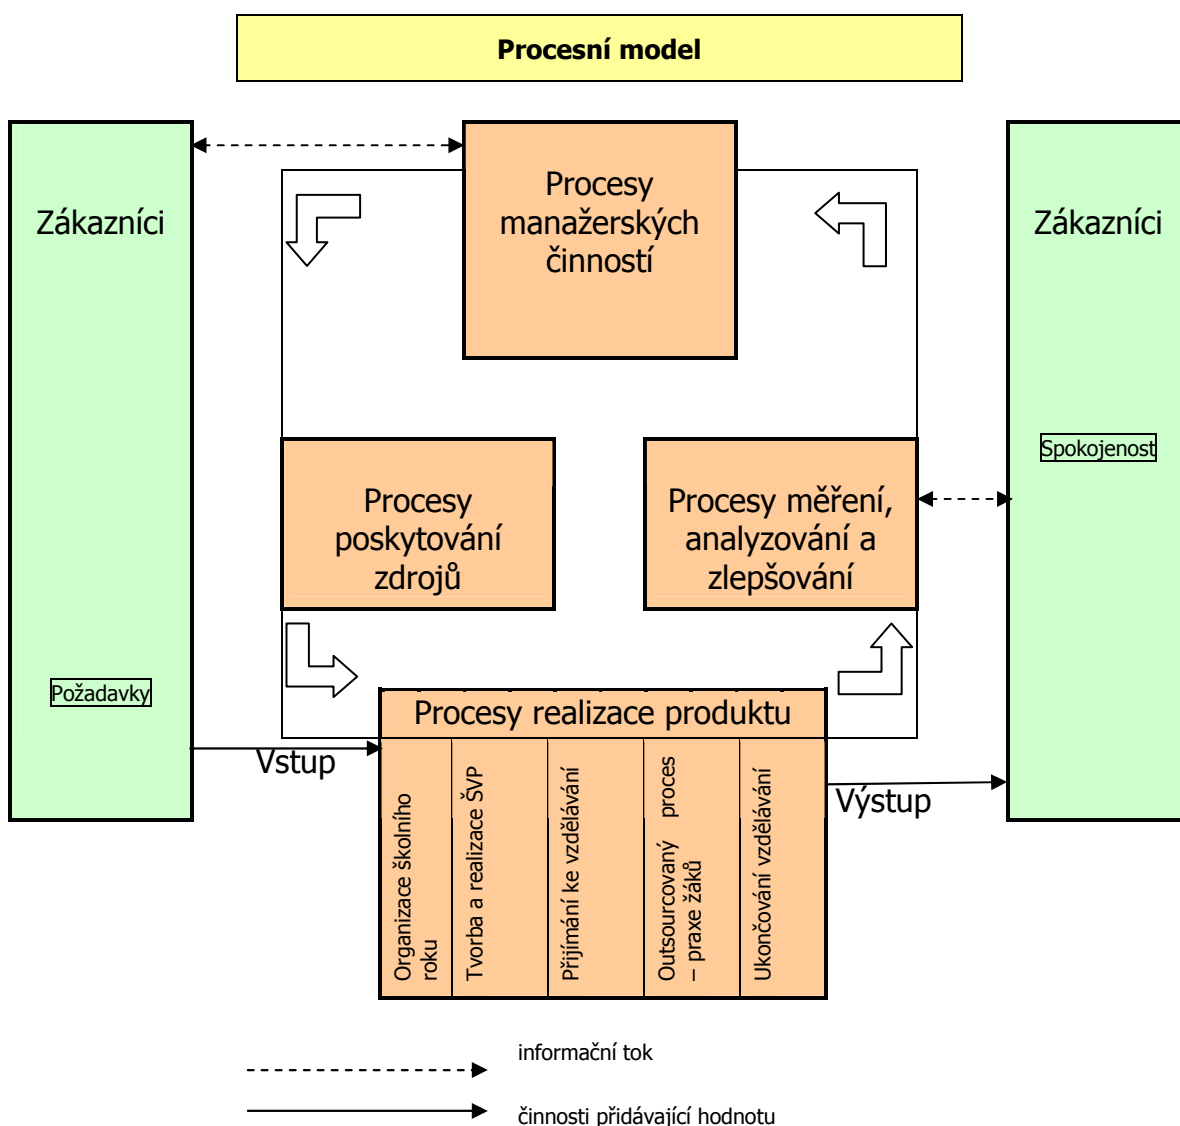 Procesní model
Zákazníci
Procesy
manažerských
činností
Zákazníci
Spokojenost
Procesy
poskytování
zdrojů
Procesy měření,
analyzování a
zlepšování
Požadavky
Procesy realizace produktu
Vstup
Výstup
Organizace školního
roku
Tvorba a realizace ŠVP
Přijímání ke vzdělávání
Outsourcovaný proces
– praxe žáků
Ukončování vzdělávání
informační tok
činnosti přidávající hodnotu